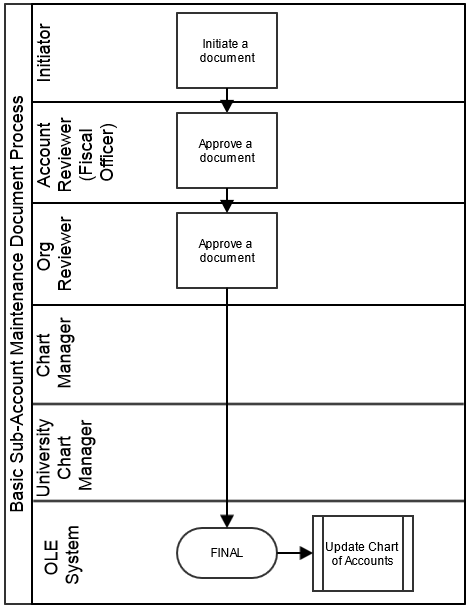 Basic Sub-Account Maintenance Document Process
Initiator
Initiate a
document
Account
Reviewer
(Fiscal
Officer)
Approve a
document
Org
Reviewer
Approve a
document
Chart
Manager
University
Chart
Manager
OLE
System
FINAL
Update Chart
of Accounts